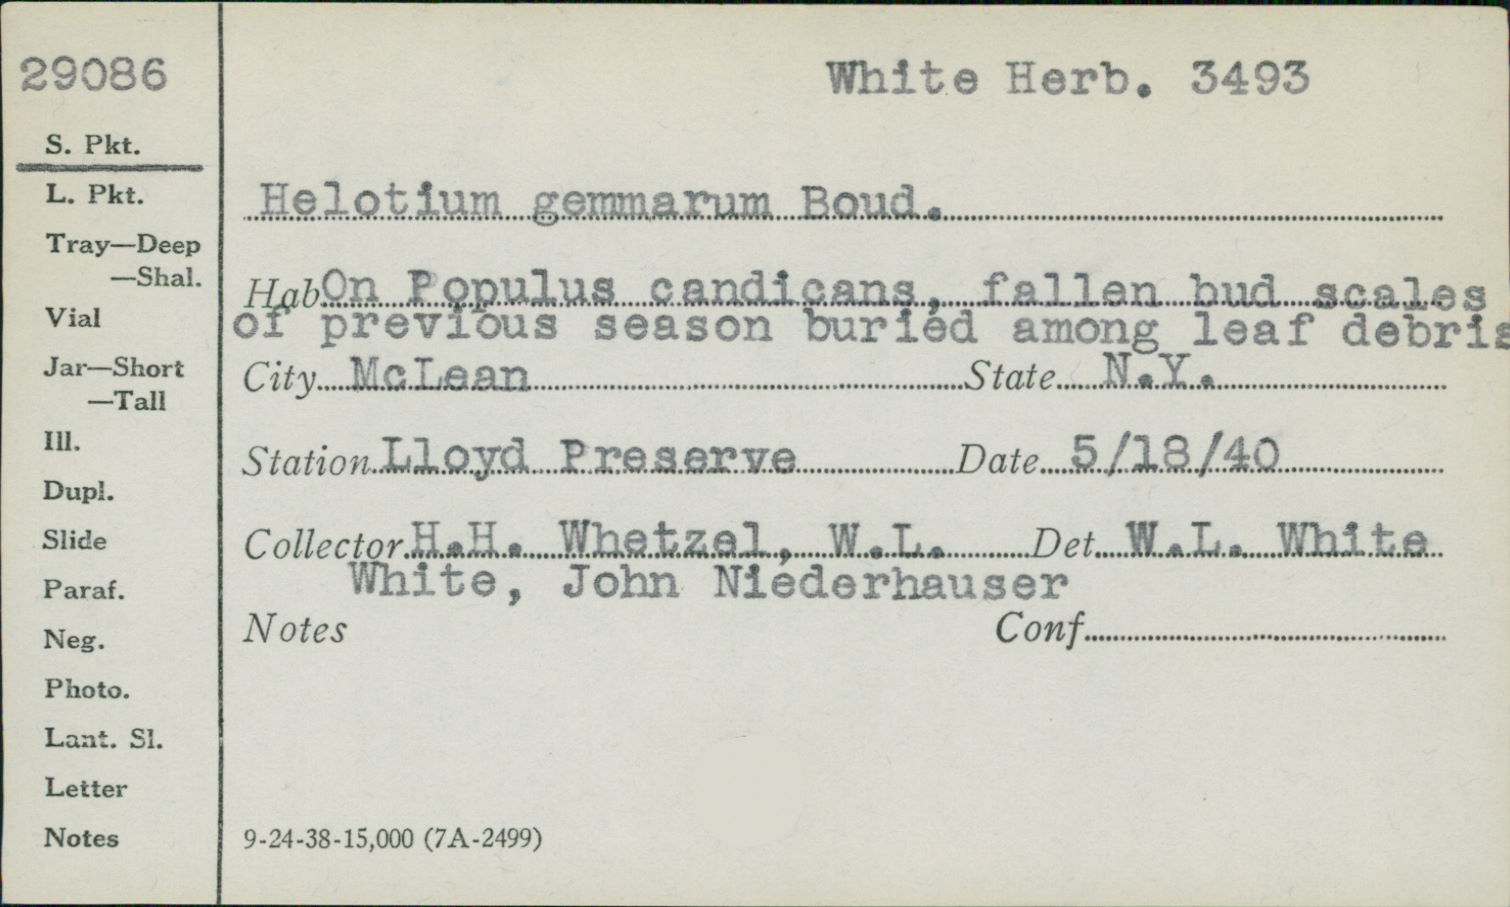 29086
White Herb. 3493
S. Pkt.
L. Pkt.
Tray—Deep
—Shal.
Vial
Jar—Short
—Tall
Ill.
Dupl.
Slide
Paraf.
Neg.
Photo.
Lant. Sl.
Letter
Notes
Helotium gemmarum Boud.
Hab On Populus candicans, fallen bud scales
of previous season buried among leaf debris
City McLean State N.Y.
Station Lloyd Preserve Date 5/18/40
Collector H.H. Whetzel, W.L. Det. W.L. White
White, John Niederhauser
Notes Conf.
9-24-38-15,000 (7A-2499)